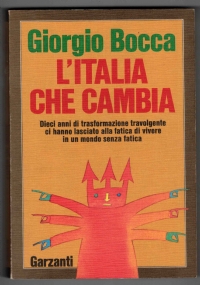 Giorgio Bocca
L'ITALIA
CHE CAMBIA
Dieci anni di trasformazione travolgente
ci hanno lasciato alla fatica di vivere
in un mondo senza fatica
Garzanti